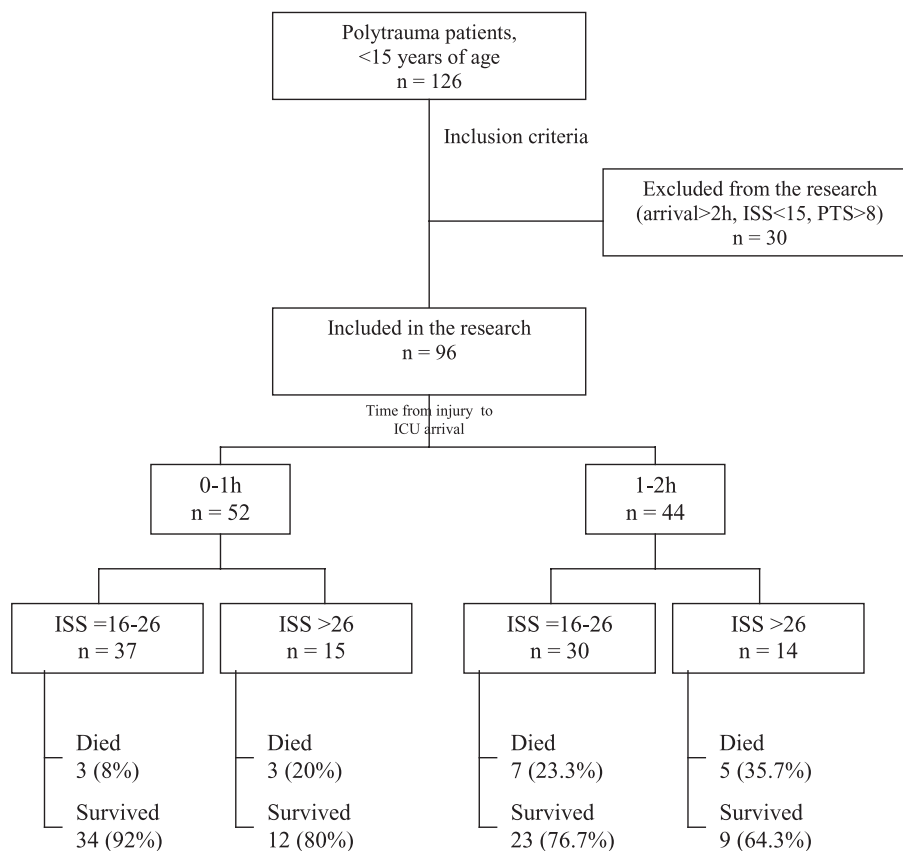 Polytrauma patients,
<15 years of age
n = 126
Inclusion criteria
Excluded from the research
(arrival>2h, ISS<15, PTS>8)
n = 30
Included in the research
n = 96
Time from injury to
ICU arrival
0-1h
n = 52
1-2h
n = 44
ISS =16-26
n = 37
ISS >26
n = 15
ISS =16-26
n = 30
ISS >26
n = 14
Died
3 (8%)
Survived
34 (92%)
Died
3 (20%)
Survived
12 (80%)
Died
7 (23.3%)
Survived
23 (76.7%)
Died
5 (35.7%)
Survived
9 (64.3%)